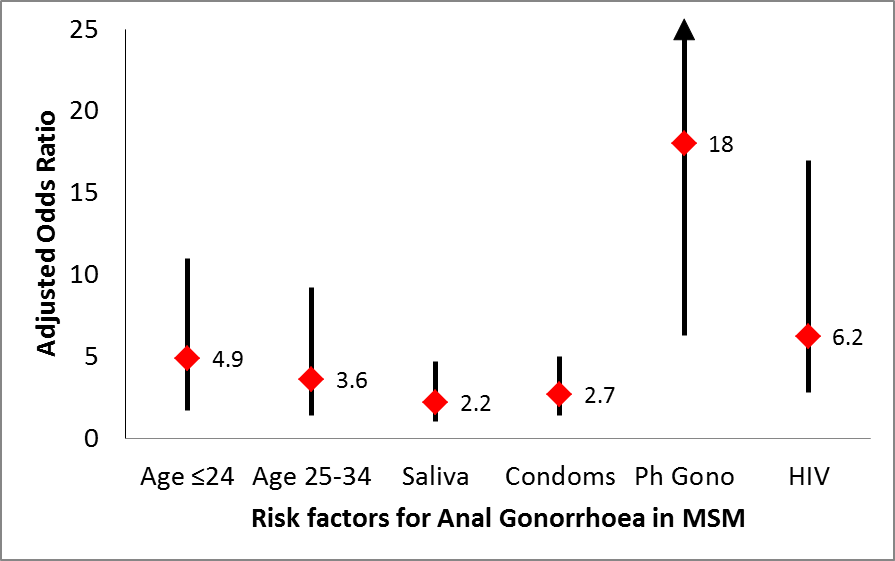 25
20
15
10
5
0
Adjusted Odds Ratio
4.9
3.6
2.2
2.7
18
6.2
Age ≤24
Age 25-34
Saliva
Condoms
Ph Gono
HIV
Risk factors for Anal Gonorrhoea in MSM